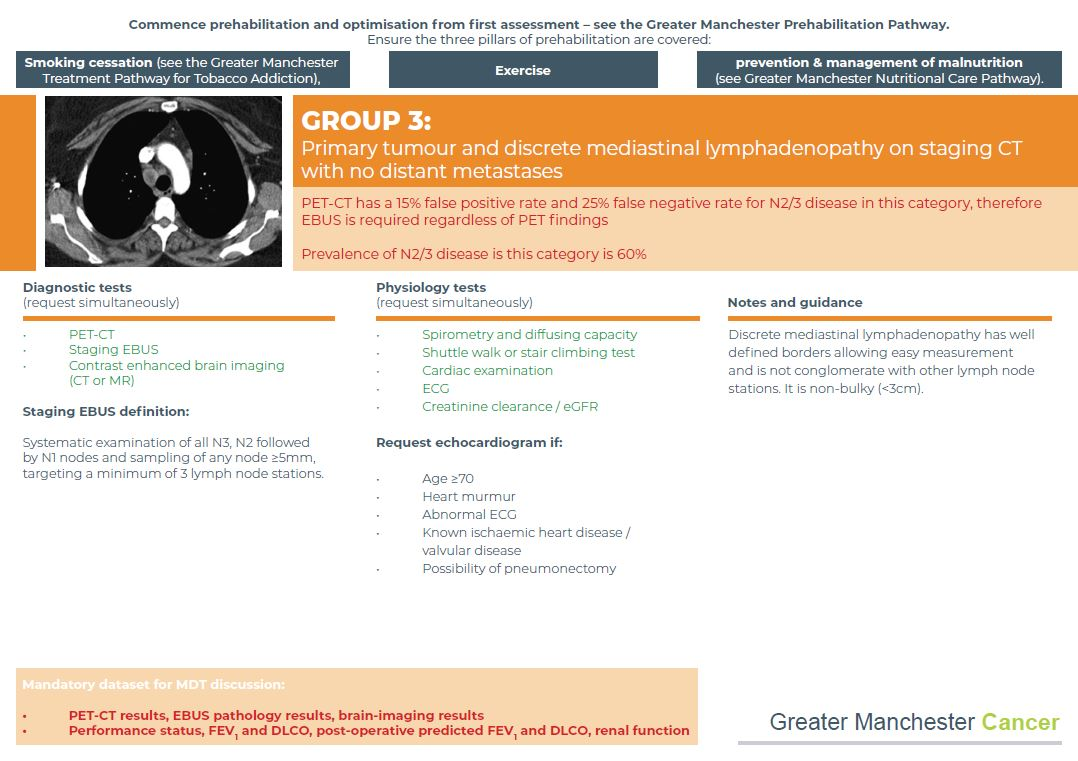 Commence prehabilitation and optimisation from first assessment – see the Greater Manchester Prehabilitation Pathway.
Ensure the three pillars of prehabilitation are covered:
Smoking cessation (see the Greater Manchester
Treatment Pathway for Tobacco Addiction),
Exercise
prevention & management of malnutrition
(see Greater Manchester Nutritional Care Pathway).
GROUP 3:
Primary tumour and discrete mediastinal lymphadenopathy on staging CT
with no distant metastases
PET-CT has a 15% false positive rate and 25% false negative rate for N2/3 disease in this category, therefore
EBUS is required regardless of PET findings
Prevalence of N2/3 disease is this category is 60%
Diagnostic tests
(request simultaneously)
· PET-CT
· Staging EBUS
· Contrast enhanced brain imaging
(CT or MR)
Staging EBUS definition:
Systematic examination of all N3, N2 followed
by N1 nodes and sampling of any node ≥5mm,
targeting a minimum of 3 lymph node stations.
Physiology tests
(request simultaneously)
· Spirometry and diffusing capacity
· Shuttle walk or stair climbing test
· Cardiac examination
· ECG
· Creatinine clearance / eGFR
Request echocardiogram if:
· Age ≥70
· Heart murmur
· Abnormal ECG
· Known ischaemic heart disease /
valvular disease
· Possibility of pneumonectomy
Notes and guidance
Discrete mediastinal lymphadenopathy has well
defined borders allowing easy measurement
and is not conglomerate with other lymph node
stations. It is non-bulky (<3cm).
Mandatory dataset for MDT discussion:
• PET-CT results, EBUS pathology results, brain-imaging results
• Performance status, FEV1 and DLCO, post-operative predicted FEV1 and DLCO, renal function
Greater Manchester Cancer